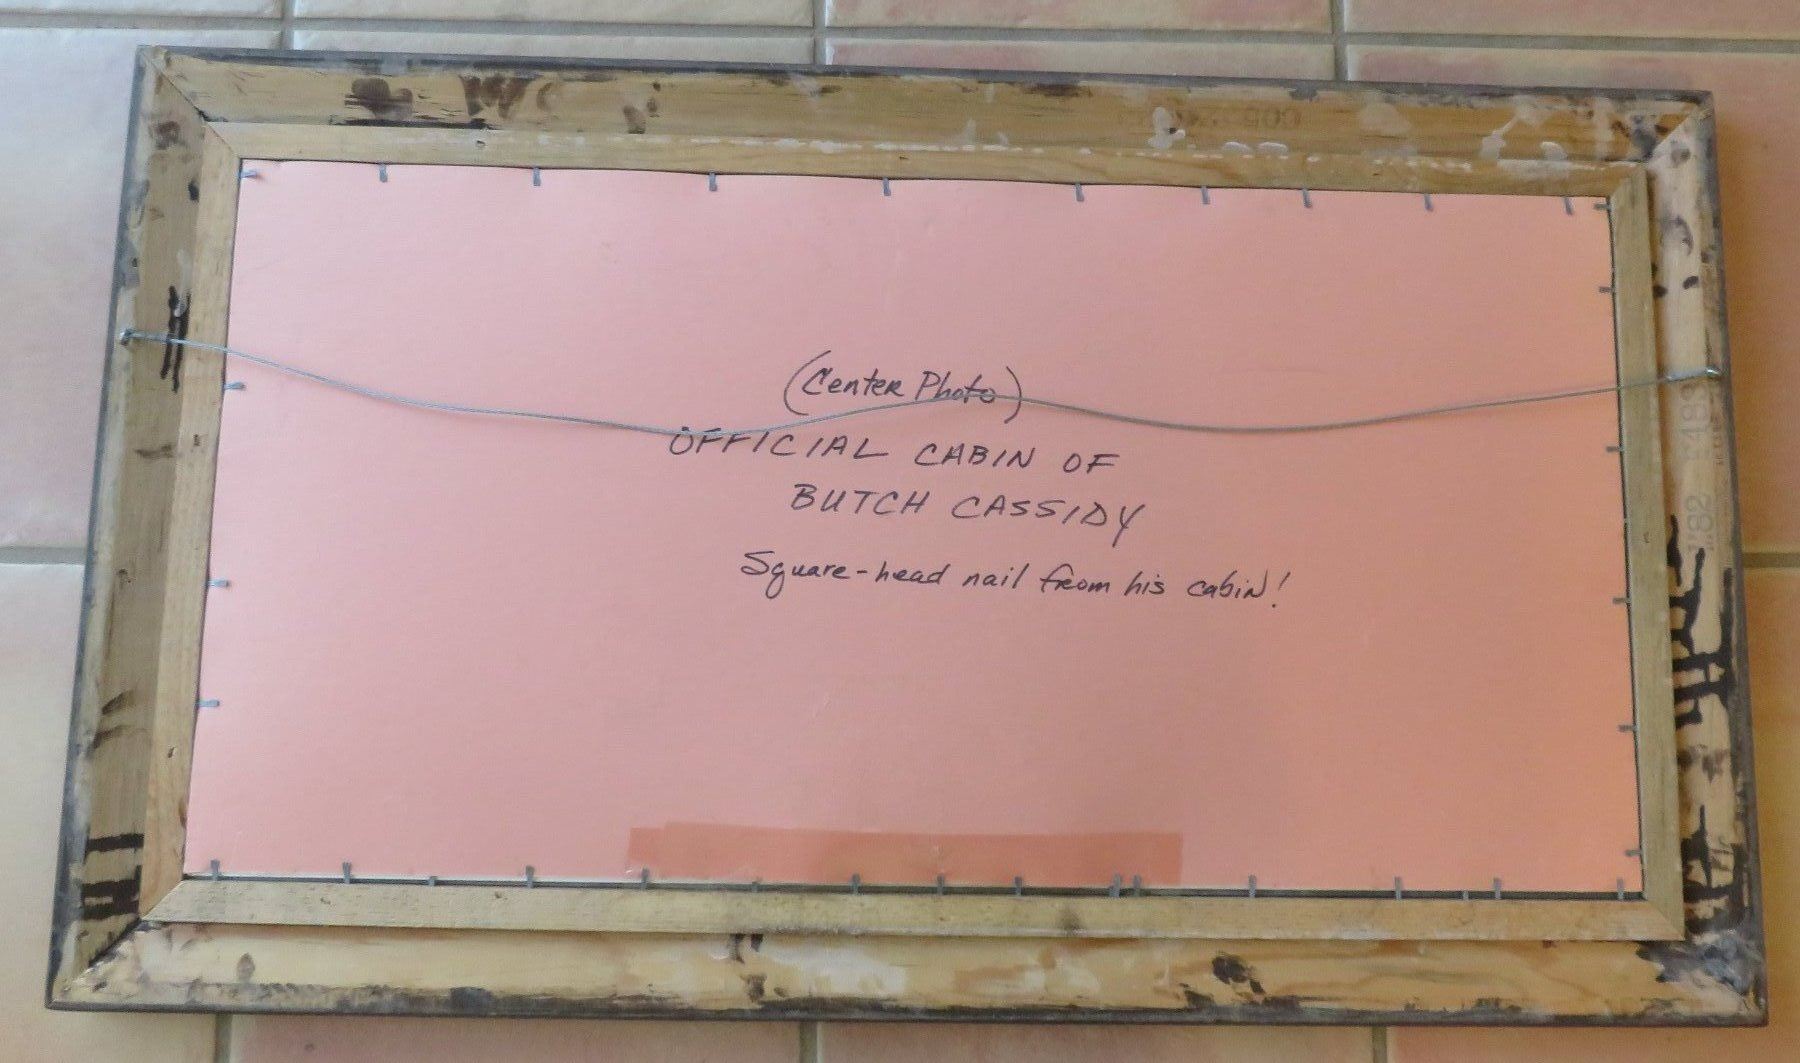 (Center Photo)
OFFICIAL CABIN OF
BUTCH CASSIDY
Square-head nail from his cabin!